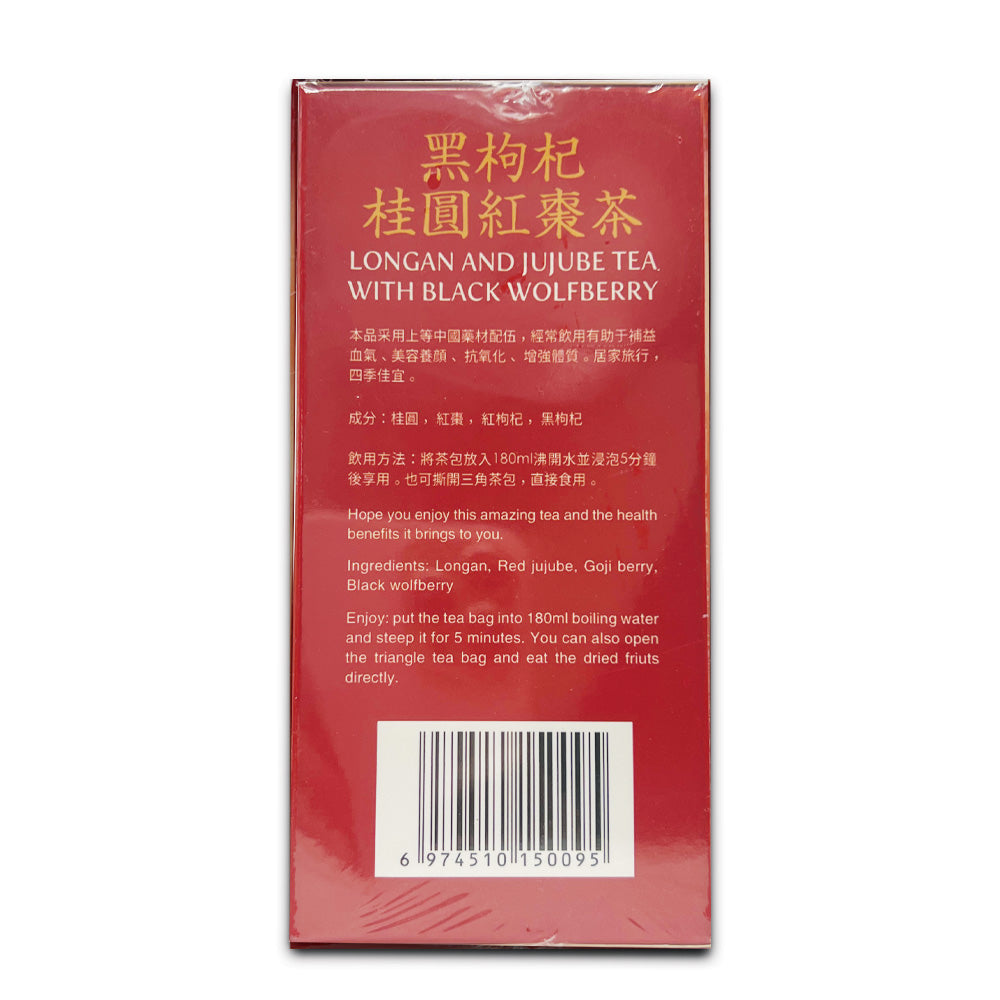 黑枸杞
桂圓紅棗茶
LONGAN AND JUJUBE TEA
WITH BLACK WOLFBERRY
本品采用上等中國藥材配伍，經常飲用有助于補益
血氣、美容養顏、抗氧化、增強體質。居家旅行，
四季佳宜。
成分：桂圓，紅棗，紅枸杞，黑枸杞
飲用方法：將茶包放入180ml沸開水並浸泡5分鐘
後享用。也可撕開三角茶包，直接食用。
Hope you enjoy this amazing tea and the health
benefits it brings to you.
Ingredients: Longan, Red jujube, Goji berry,
Black wolfberry
Enjoy: put the tea bag into 180ml boiling water
and steep it for 5 minutes. You can also open
the triangle tea bag and eat the dried friuts
directly.
6 974510 150095